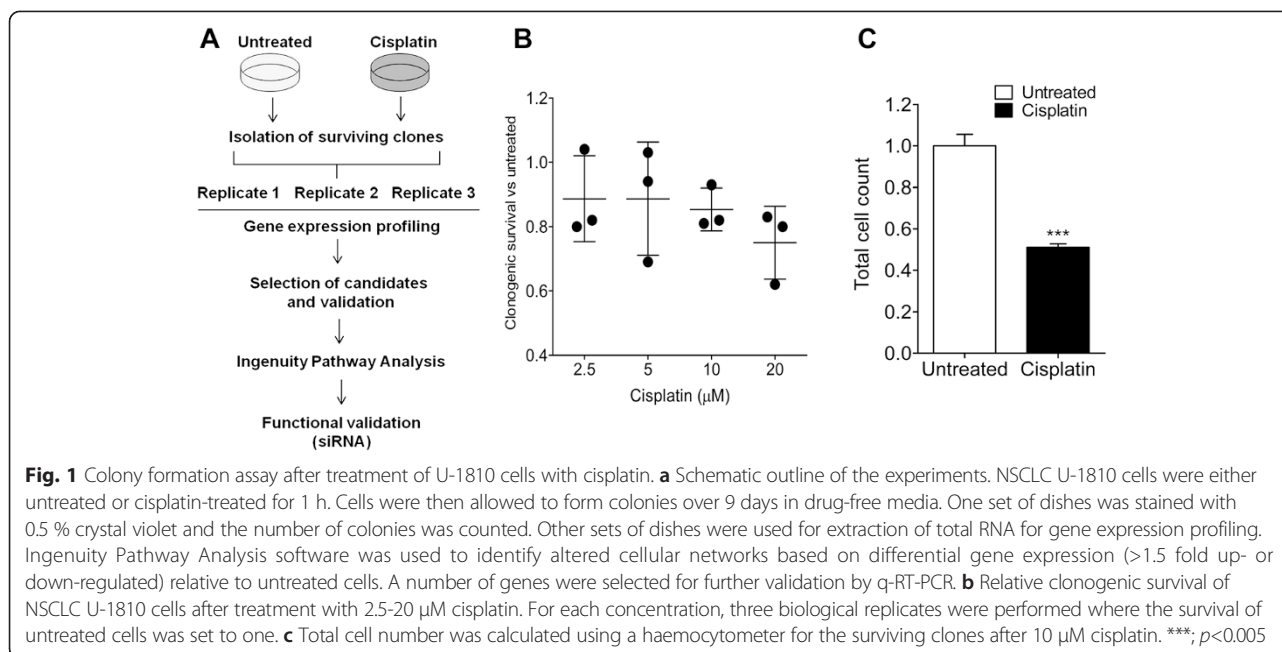 A
Untreated Cisplatin
Isolation of surviving clones
Replicate 1 Replicate 2 Replicate 3
Gene expression profiling
Selection of candidates
and validation
Ingenuity Pathway Analysis
Functional validation
(siRNA)
B
Clonogenic survival vs untreated
1.2
1.0
0.8
0.6
0.4
2.5 5 10 20
Cisplatin (μM)
C
Untreated
Cisplatin
Total cell count
1.2
1.0
0.8
0.6
0.4
0.2
0.0
***
Untreated Cisplatin
Fig. 1 Colony formation assay after treatment of U-1810 cells with cisplatin. a Schematic outline of the experiments. NSCLC U-1810 cells were either
untreated or cisplatin-treated for 1 h. Cells were then allowed to form colonies over 9 days in drug-free media. One set of dishes was stained with
0.5 % crystal violet and the number of colonies was counted. Other sets of dishes were used for extraction of total RNA for gene expression profiling.
Ingenuity Pathway Analysis software was used to identify altered cellular networks based on differential gene expression (>1.5 fold up- or
down-regulated) relative to untreated cells. A number of genes were selected for further validation by q-RT-PCR. b Relative clonogenic survival of
NSCLC U-1810 cells after treatment with 2.5-20 μM cisplatin. For each concentration, three biological replicates were performed where the survival of
untreated cells was set to one. c Total cell number was calculated using a haemocytometer for the surviving clones after 10 μM cisplatin. ***; p<0.005